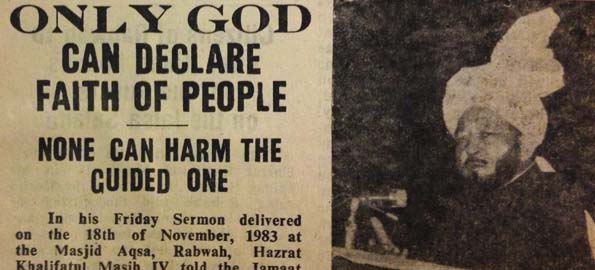 ONLY GOD
CAN DECLARE
FAITH OF PEOPLE
NONE CAN HARM THE
GUIDED ONE
In his Friday Sermon delivered
on the 18th of November, 1983 at
the Masjid Aqsa, Rabwah, Hazrat
Khalifatul Masih IV told the Jamaat